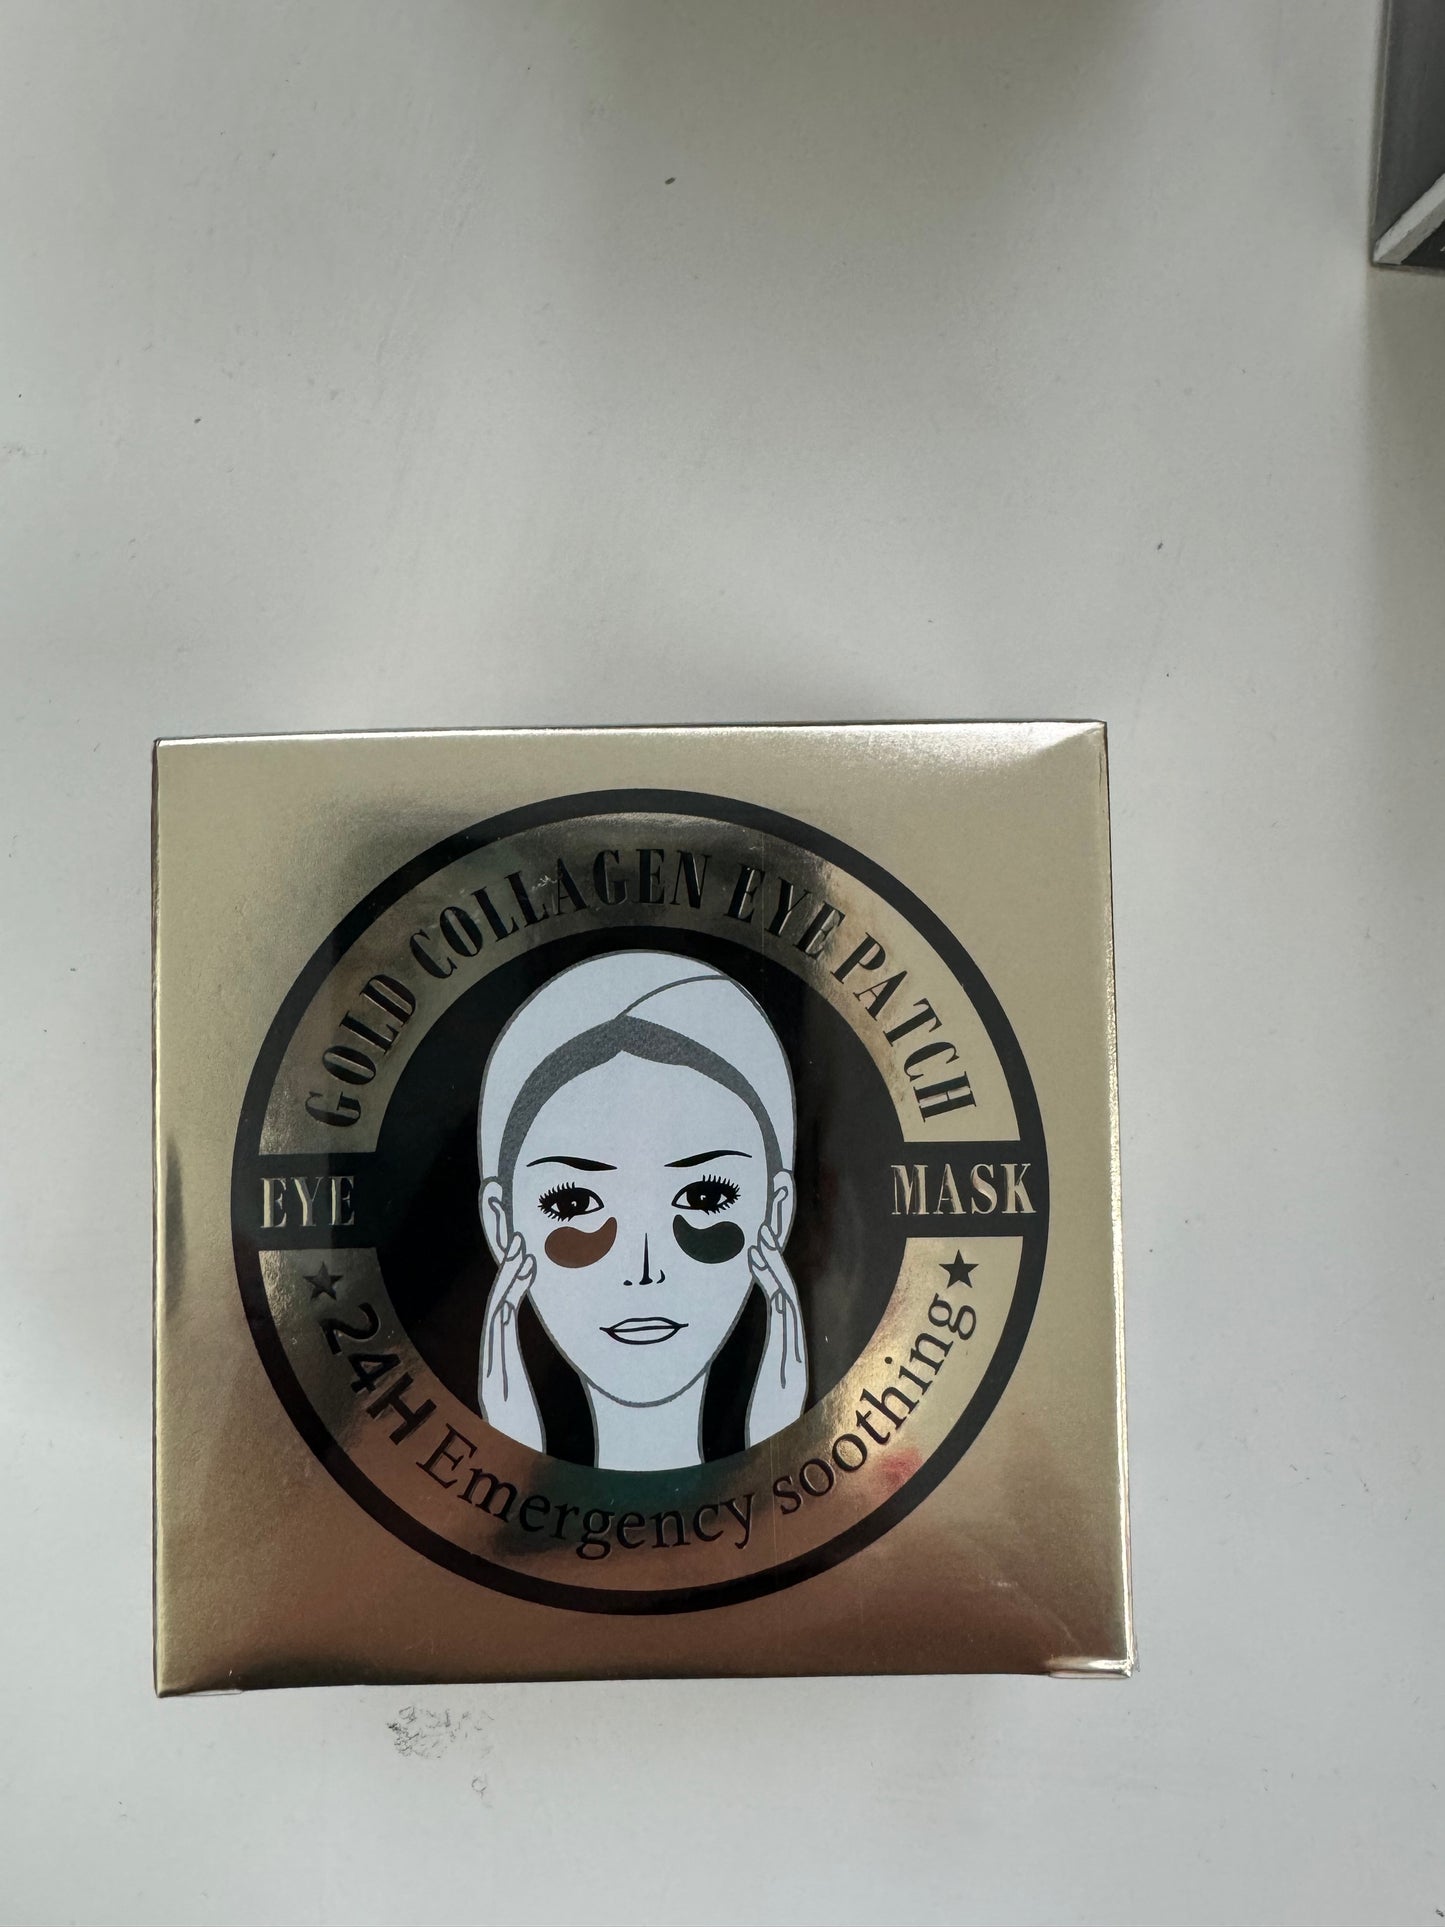 GOLD COLLAGEN EYE PATCH
EYE
MASK
★24H Emergency soothing★